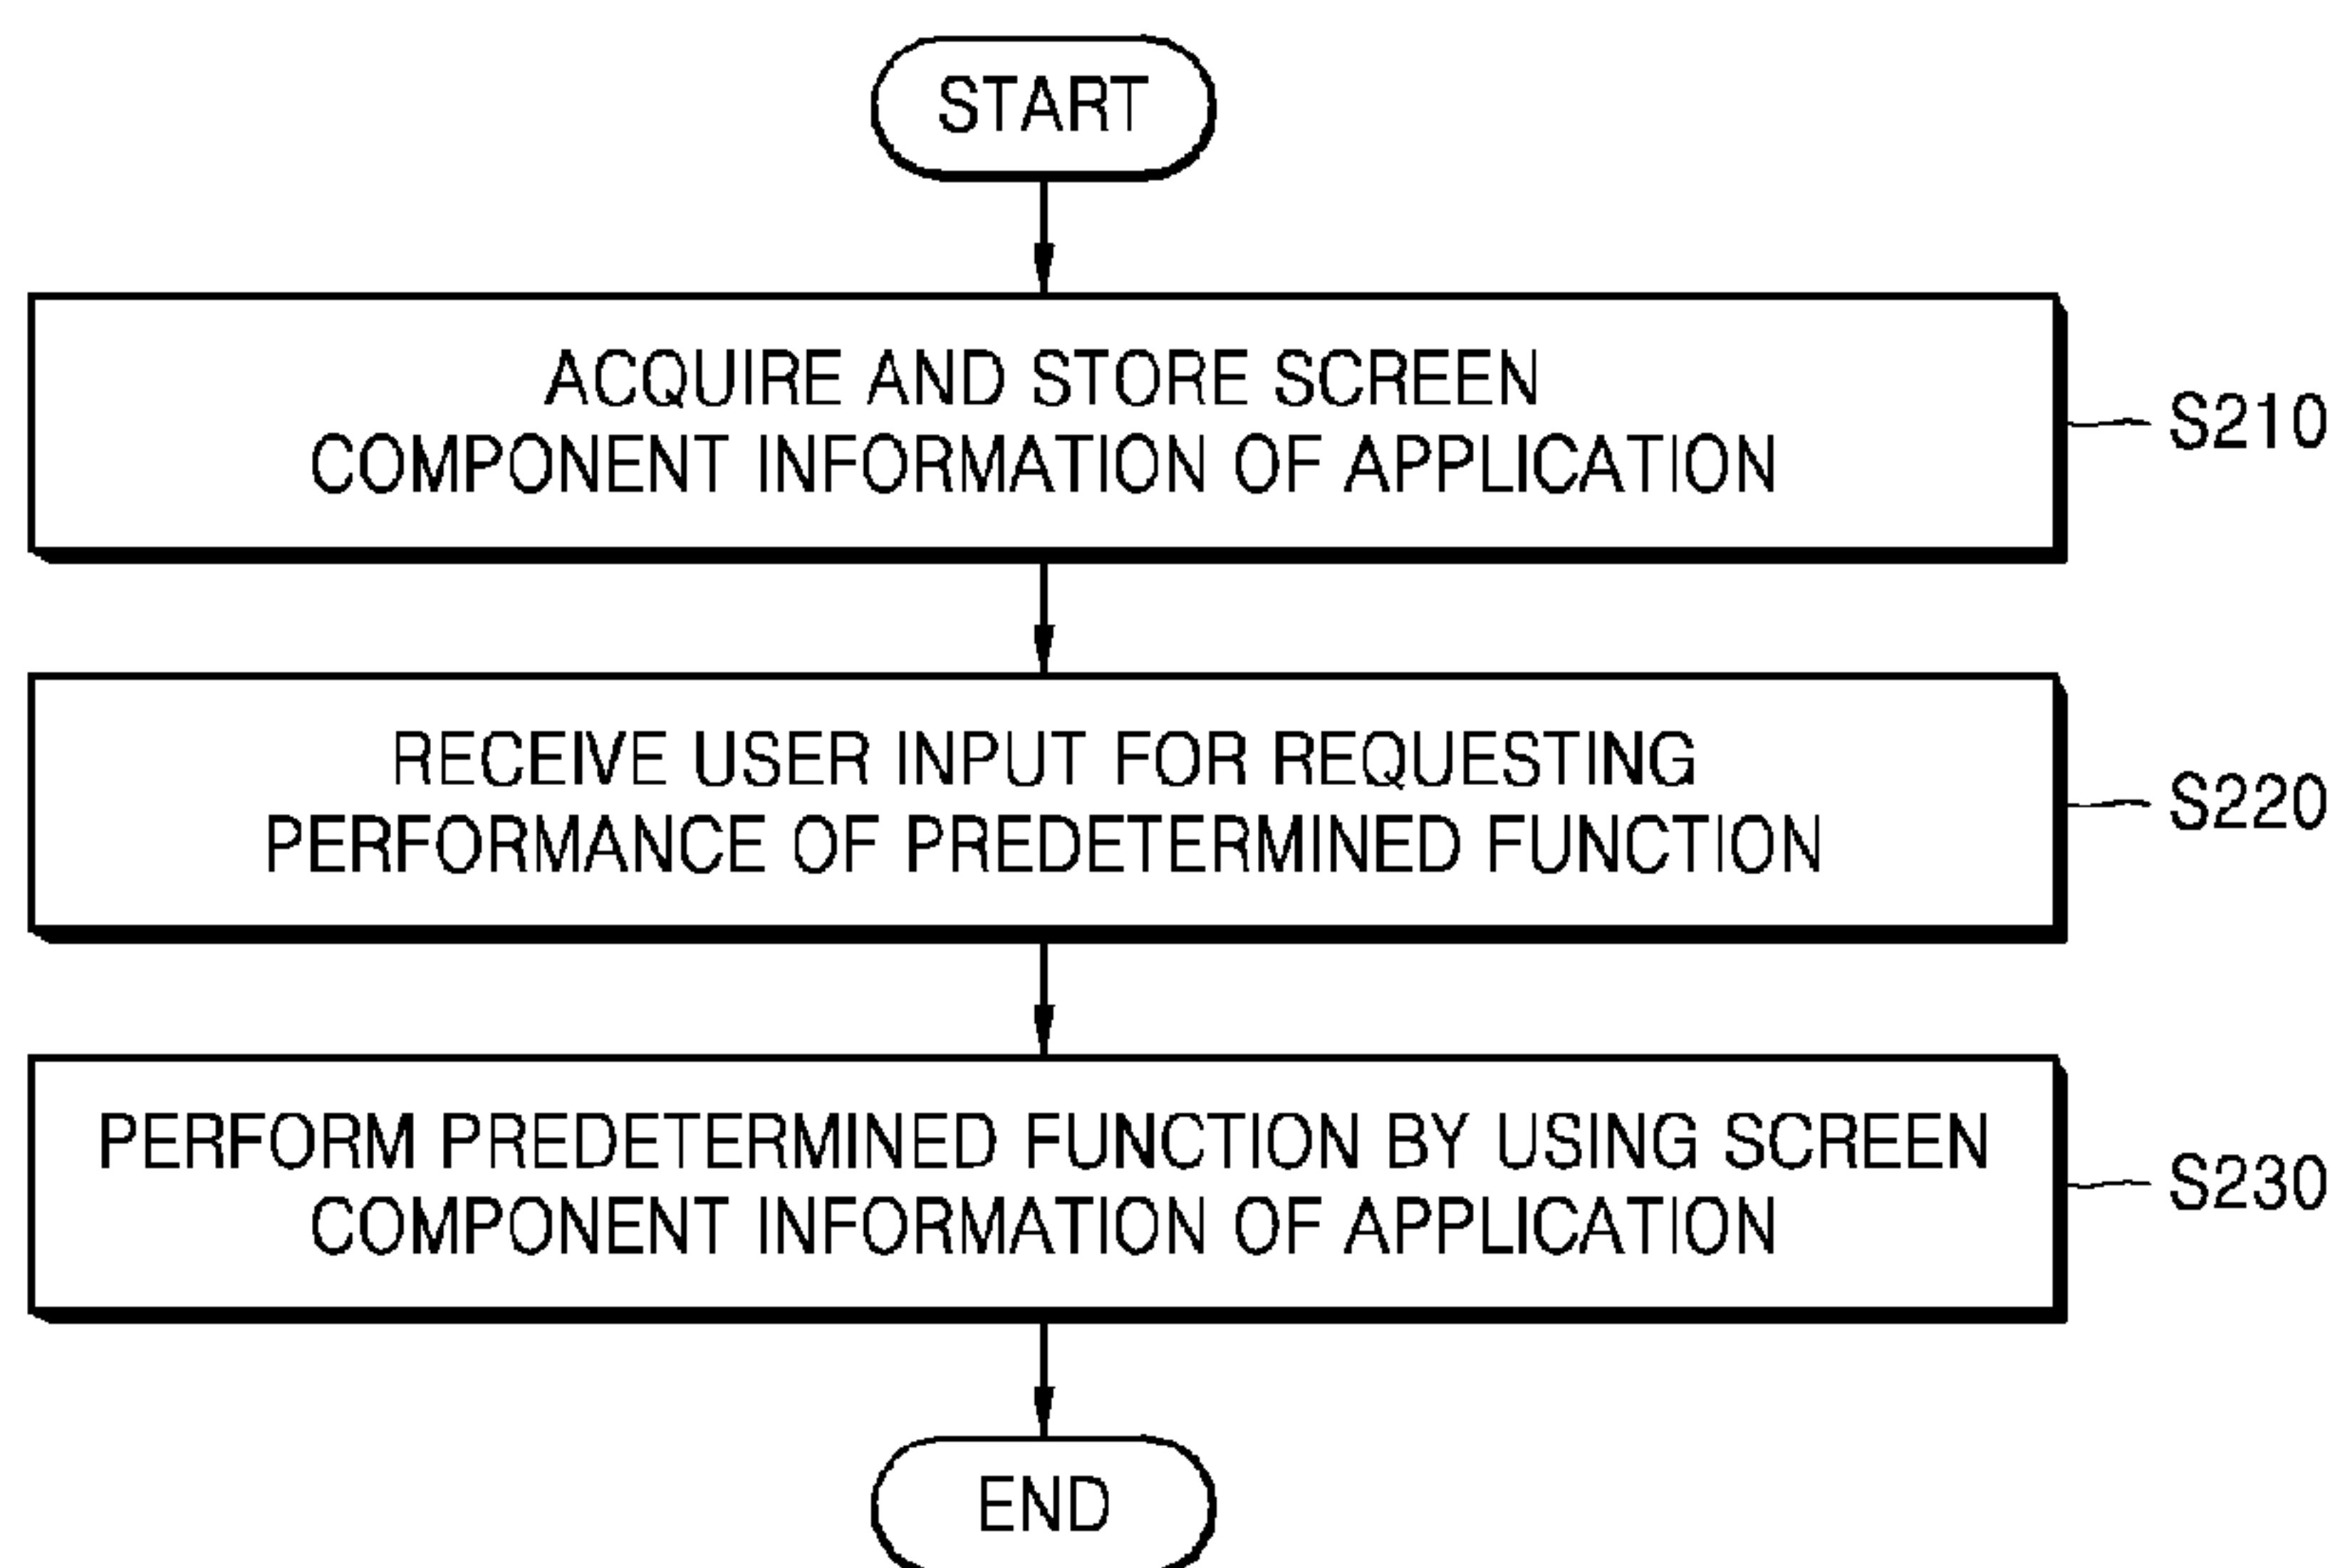 START
ACQUIRE AND STORE SCREEN
COMPONENT INFORMATION OF APPLICATION
S210
RECEIVE USER INPUT FOR REQUESTING
PERFORMANCE OF PREDETERMINED FUNCTION
S220
PERFORM PREDETERMINED FUNCTION BY USING SCREEN
COMPONENT INFORMATION OF APPLICATION
S230
END